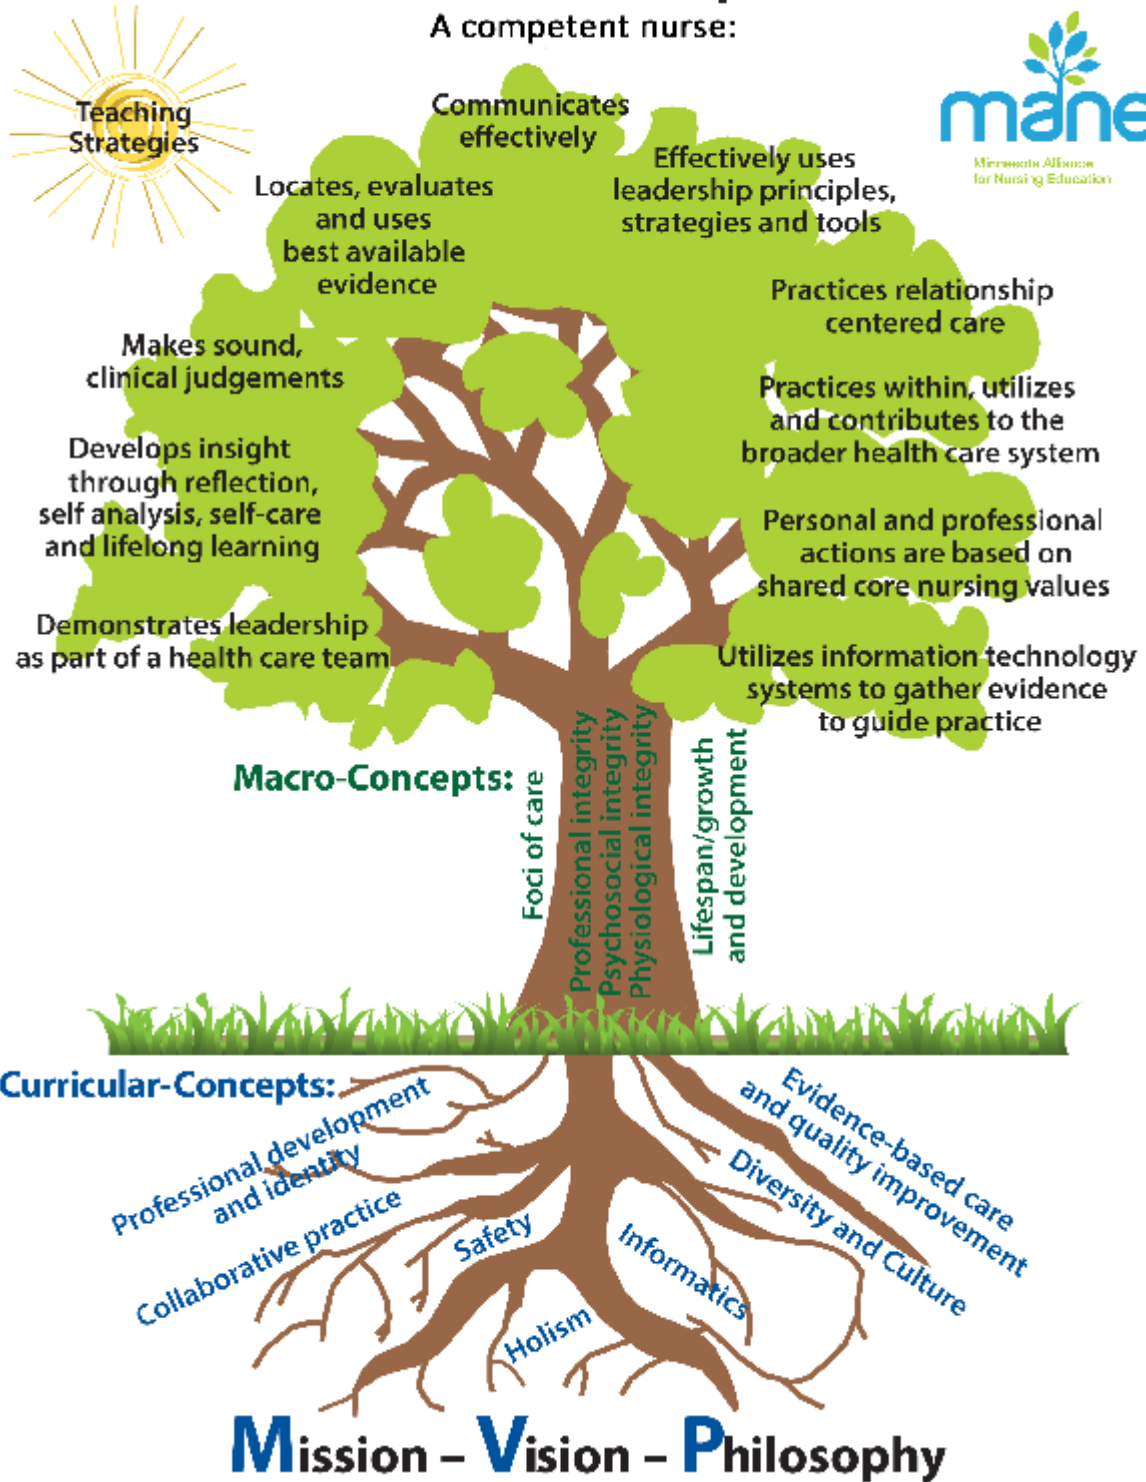 A competent nurse:
Teaching
Strategies
mane
Minnesota Alliance
for Nursing Education
Communicates
effectively
Effectively uses
leadership principles,
strategies and tools
Locates, evaluates
and uses
best available
evidence
Practices relationship
centered care
Makes sound,
clinical judgements
Practices within, utilizes
and contributes to the
broader health care system
Develops insight
through reflection,
self analysis, self-care
and lifelong learning
Personal and professional
actions are based on
shared core nursing values
Demonstrates leadership
as part of a health care team
Utilizes information technology
systems to gather evidence
to guide practice
Macro-Concepts:
Foci of care
Professional integrity
Psychosocial integrity
Physiological integrity
Lifespan/growth
and development
Curricular-Concepts:
Professional development
and identity
Collaborative practice
Safety
Holism
Informatics
Diversity and Culture
Evidence-based care
and quality improvement
Mission – Vision – Philosophy